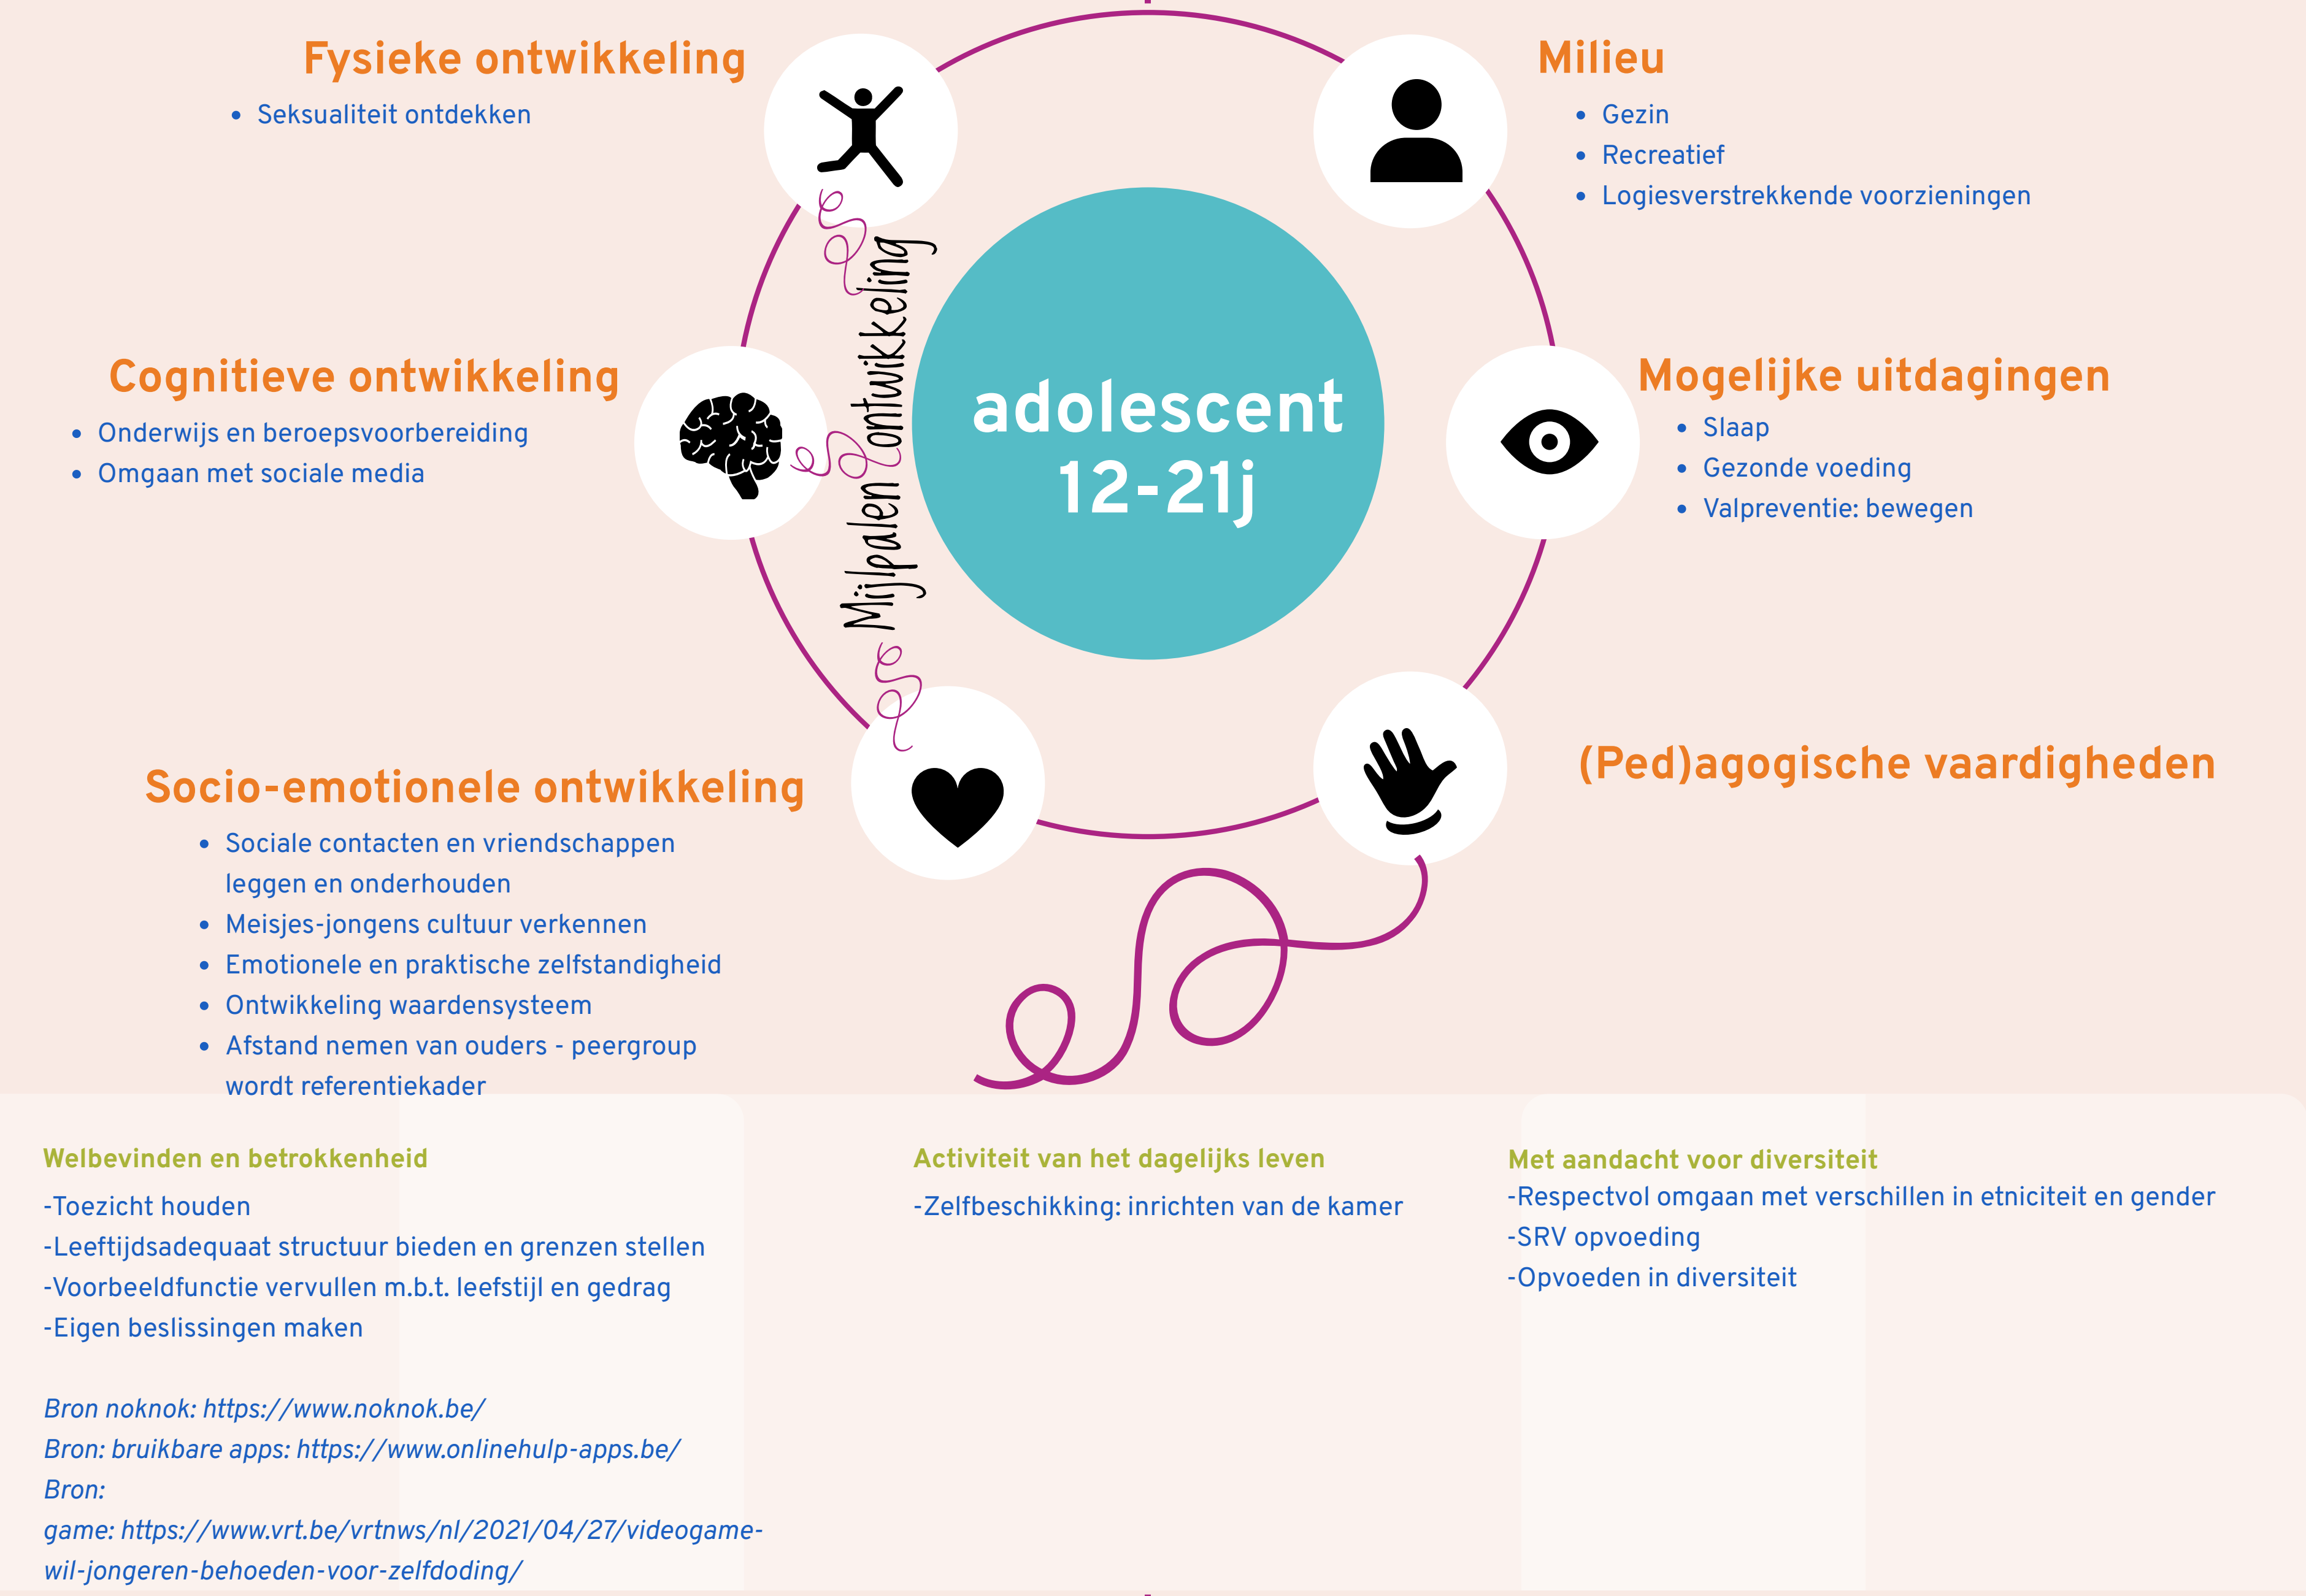 Fysieke ontwikkeling
• Seksualiteit ontdekken
Milieu
• Gezin
• Recreatief
• Logiesverstrekkende voorzieningen
Cognitieve ontwikkeling
• Onderwijs en beroepsvoorbereiding
• Omgaan met sociale media
Mijlpalen ontwikkeling
adolescent
12-21j
Mogelijke uitdagingen
• Slaap
• Gezonde voeding
• Valpreventie: bewegen
Socio-emotionele ontwikkeling
• Sociale contacten en vriendschappen
leggen en onderhouden
• Meisjes-jongens cultuur verkennen
• Emotionele en praktische zelfstandigheid
• Ontwikkeling waardensysteem
• Afstand nemen van ouders - peergroup
wordt referentiekader
(Ped)agogische vaardigheden
Welbevinden en betrokkenheid
-Toezicht houden
-Leeftijdsadequaat structuur bieden en grenzen stellen
-Voorbeeldfunctie vervullen m.b.t. leefstijl en gedrag
-Eigen beslissingen maken
Bron noknok: https://www.noknok.be/
Bron: bruikbare apps: https://www.onlinehulp-apps.be/
Bron:
game: https://www.vrt.be/vrtnws/nl/2021/04/27/videogame-
wil-jongeren-behoeden-voor-zelfdoding/
Activiteit van het dagelijks leven
-Zelfbeschikking: inrichten van de kamer
Met aandacht voor diversiteit
-Respectvol omgaan met verschillen in etniciteit en gender
-SRV opvoeding
-Opvoeden in diversiteit